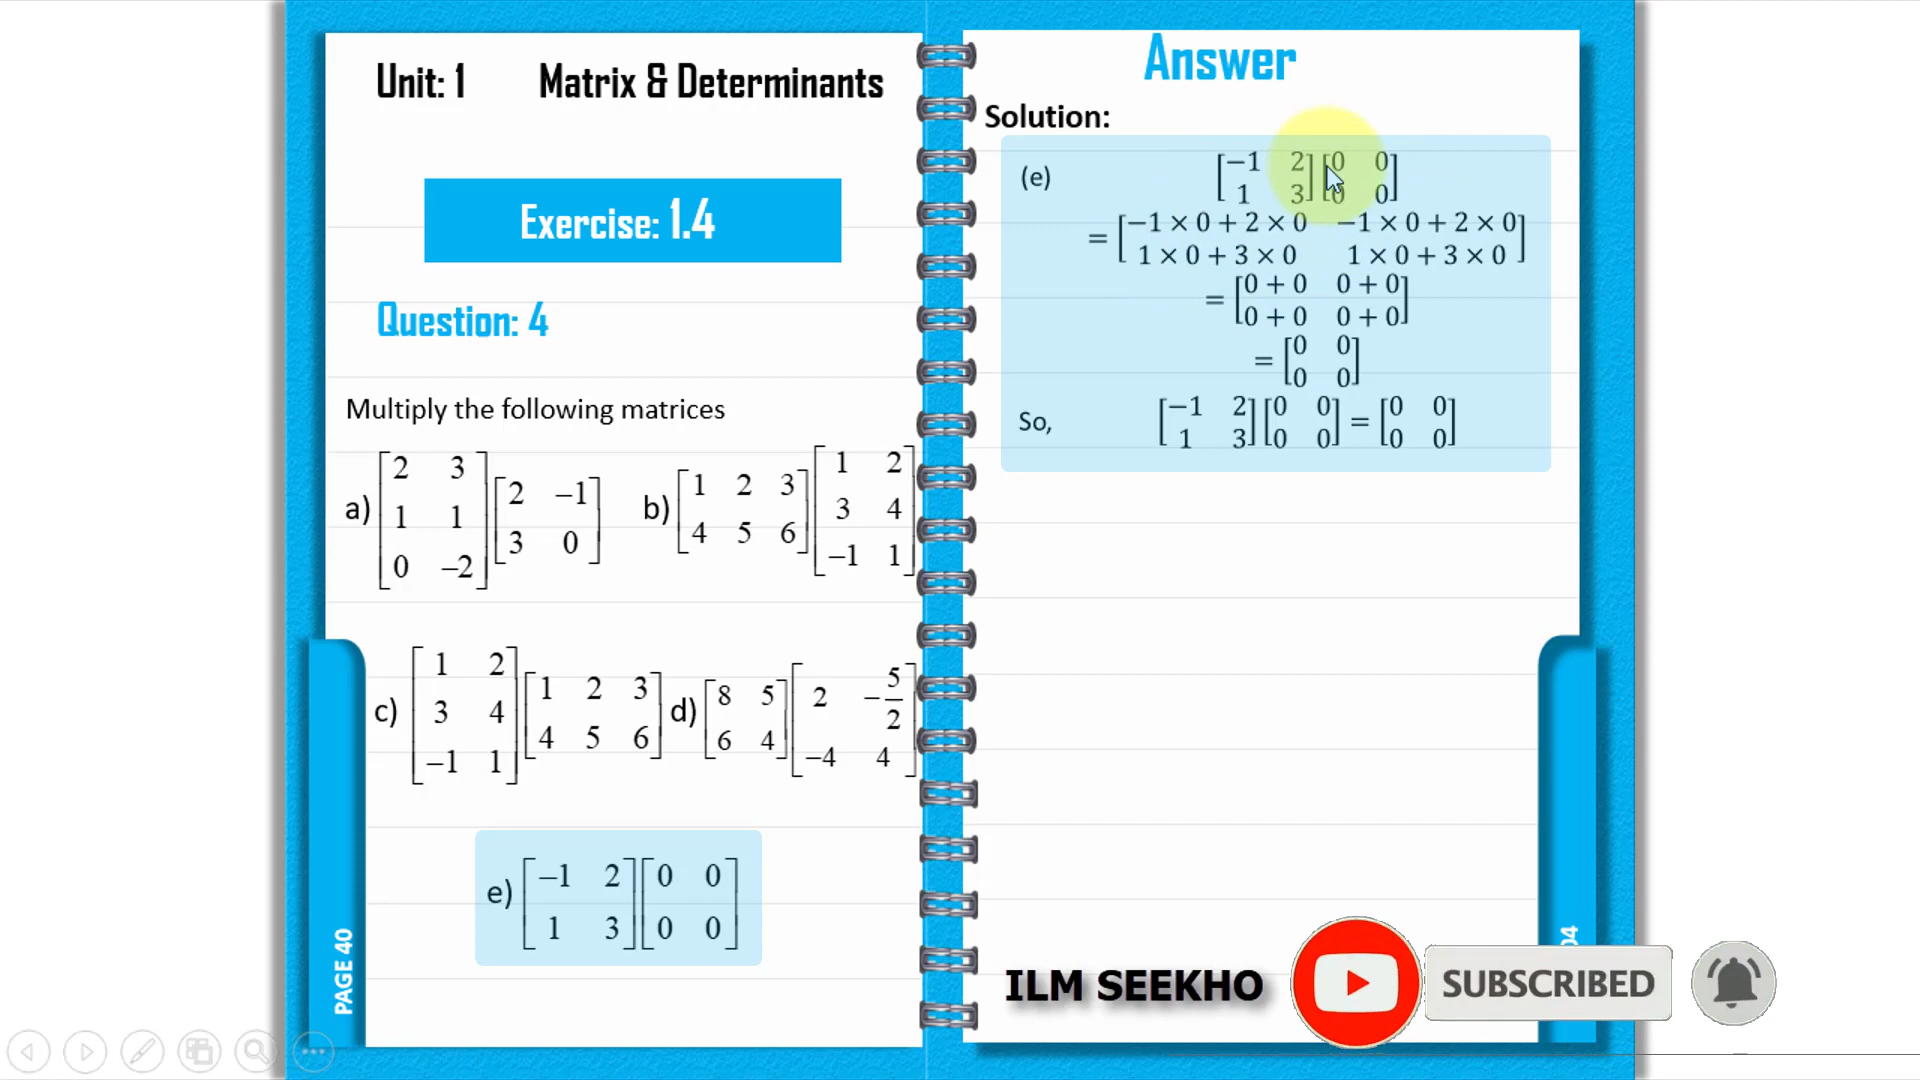 Unit: 1 Matrix & Determinants
Exercise: 1.4
Question: 4
Multiply the following matrices
a) [2 3; 1 1; 0 −2] [2 −1; 3 0] b) [1 2 3; 4 5 6] [1 2; 3 4; −1 1]
c) [1 2; 3 4; −1 1] [1 2 3; 4 5 6] d) [8 5; 6 4] [2 −5/2; −4 4]
e) [−1 2; 1 3] [0 0; 0 0]
PAGE 40
Answer
Solution:
(e) [−1 2; 1 3] [0 0; 0 0]
= [−1 × 0 + 2 × 0 −1 × 0 + 2 × 0; 1 × 0 + 3 × 0 1 × 0 + 3 × 0]
= [0 + 0 0 + 0; 0 + 0 0 + 0]
= [0 0; 0 0]
So, [−1 2; 1 3] [0 0; 0 0] = [0 0; 0 0]
ILM SEEKHO
SUBSCRIBED